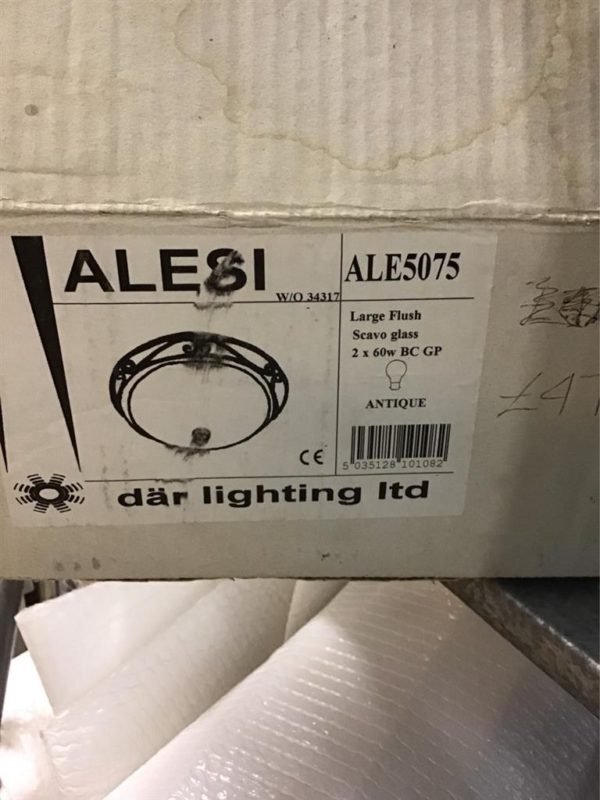 ALESI
W/O 34317
ALE5075
Large Flush
Scavo glass
2 x 60w BC GP
ANTIQUE
CE
5 035128 101082
där lighting ltd